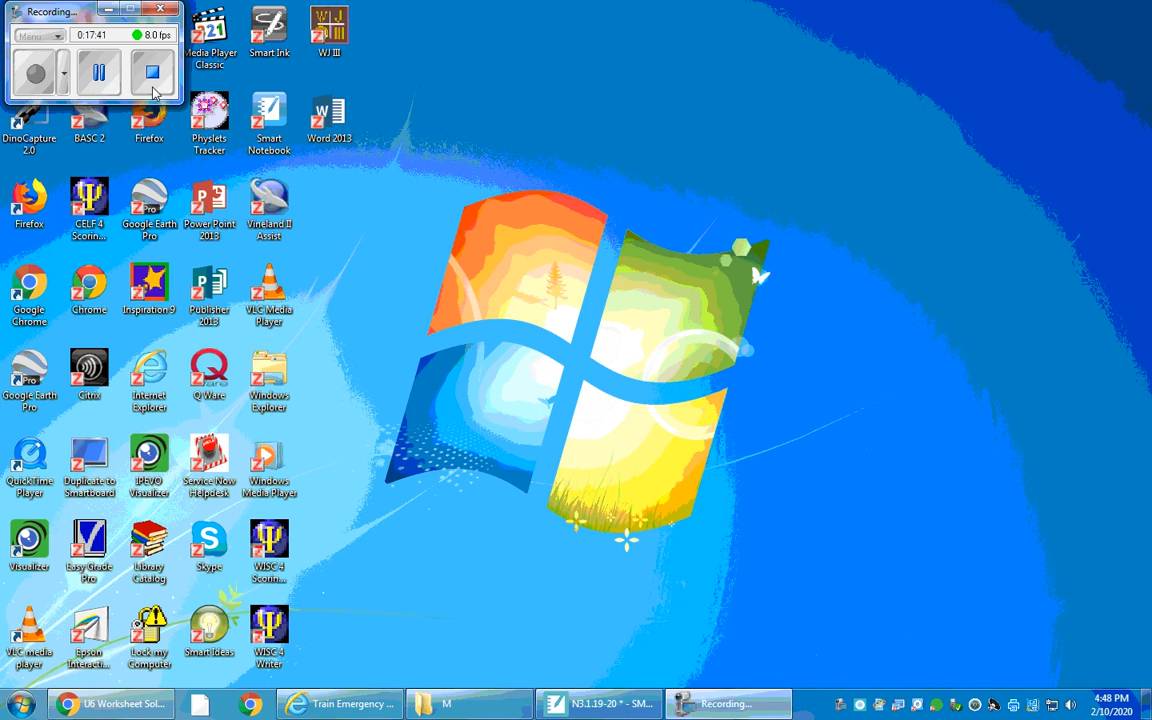 Recording...
Menu
0:17:41
8.0 fps
Media Player
Classic
Smart Ink
WJ III
DinoCapture
2.0
BASC 2
Firefox
Physlets
Tracker
Smart
Notebook
Word 2013
Firefox
CELF 4
Scorin...
Google Earth
Pro
Power Point
2013
Vineland II
Assist
Google
Chrome
Chrome
Inspiration 9
Publisher
2013
VLC Media
Player
Google Earth
Pro
Citrix
Internet
Explorer
Q Ware
Windows
Explorer
QuickTime
Player
Duplicate to
Smartboard
IPEVO
Visualizer
Service Now
Helpdesk
Windows
Media Player
Visualizer
Easy Grade
Pro
Library
Catalog
Skype
WISC 4
Scorin...
VLC media
player
Epson
Interacti...
Lock my
Computer
Smart Ideas
WISC 4
Writer
U6 Worksheet Sol...
Train Emergency ...
M
N3.1.19-20 * - SM...
Recording...
4:48 PM
2/10/2020